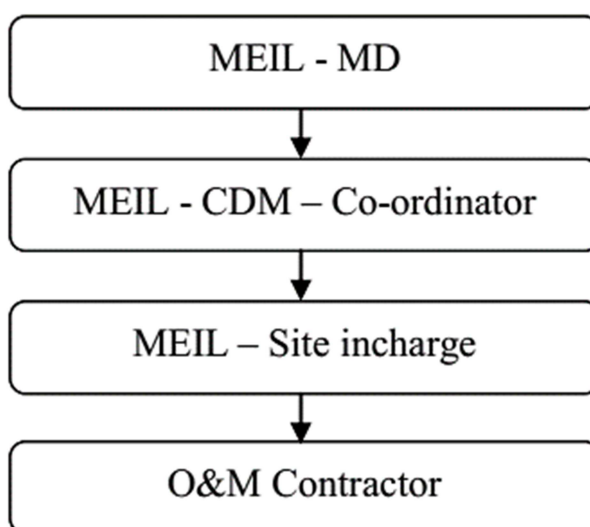 MEIL - MD
MEIL - CDM – Co-ordinator
MEIL – Site incharge
O&M Contractor